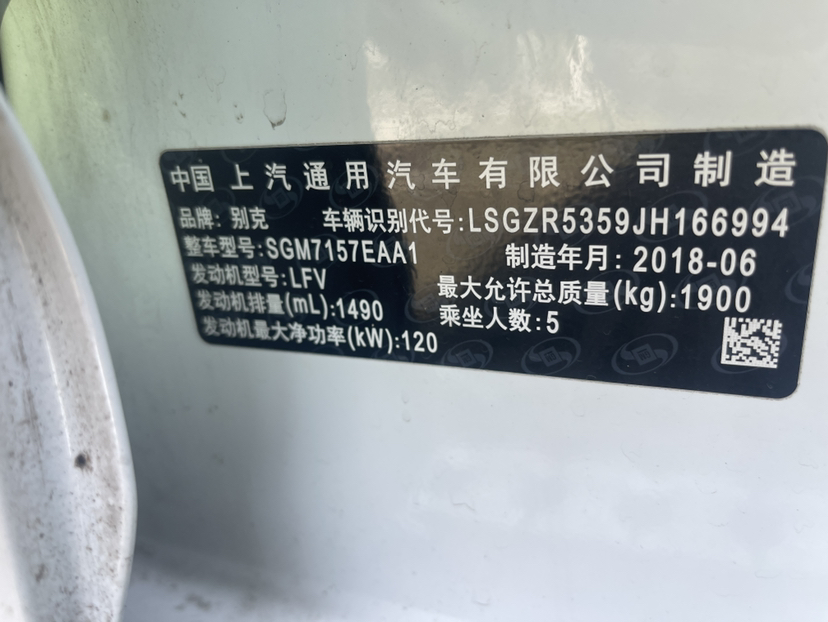 中国 上汽通用汽车有限公司制造
品牌: 别克 车辆识别代号:LSGZR5359JH166994
整车型号:SGM7157EAA1 制造年月: 2018-06
发动机型号:LFV 最大允许总质量(kg):1900
发动机排量(mL):1490 乘坐人数:5
发动机最大净功率(kW):120